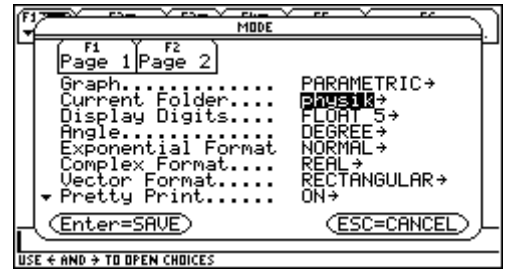 MODE
F1 F2
Page 1 Page 2
Graph............. PARAMETRIC→
Current Folder.... physik→
Display Digits.... FLOAT 5→
Angle............. DEGREE→
Exponential Format NORMAL→
Complex Format.... REAL→
Vector Format..... RECTANGULAR→
Pretty Print...... ON→
Enter=SAVE ESC=CANCEL
USE ← AND → TO OPEN CHOICES